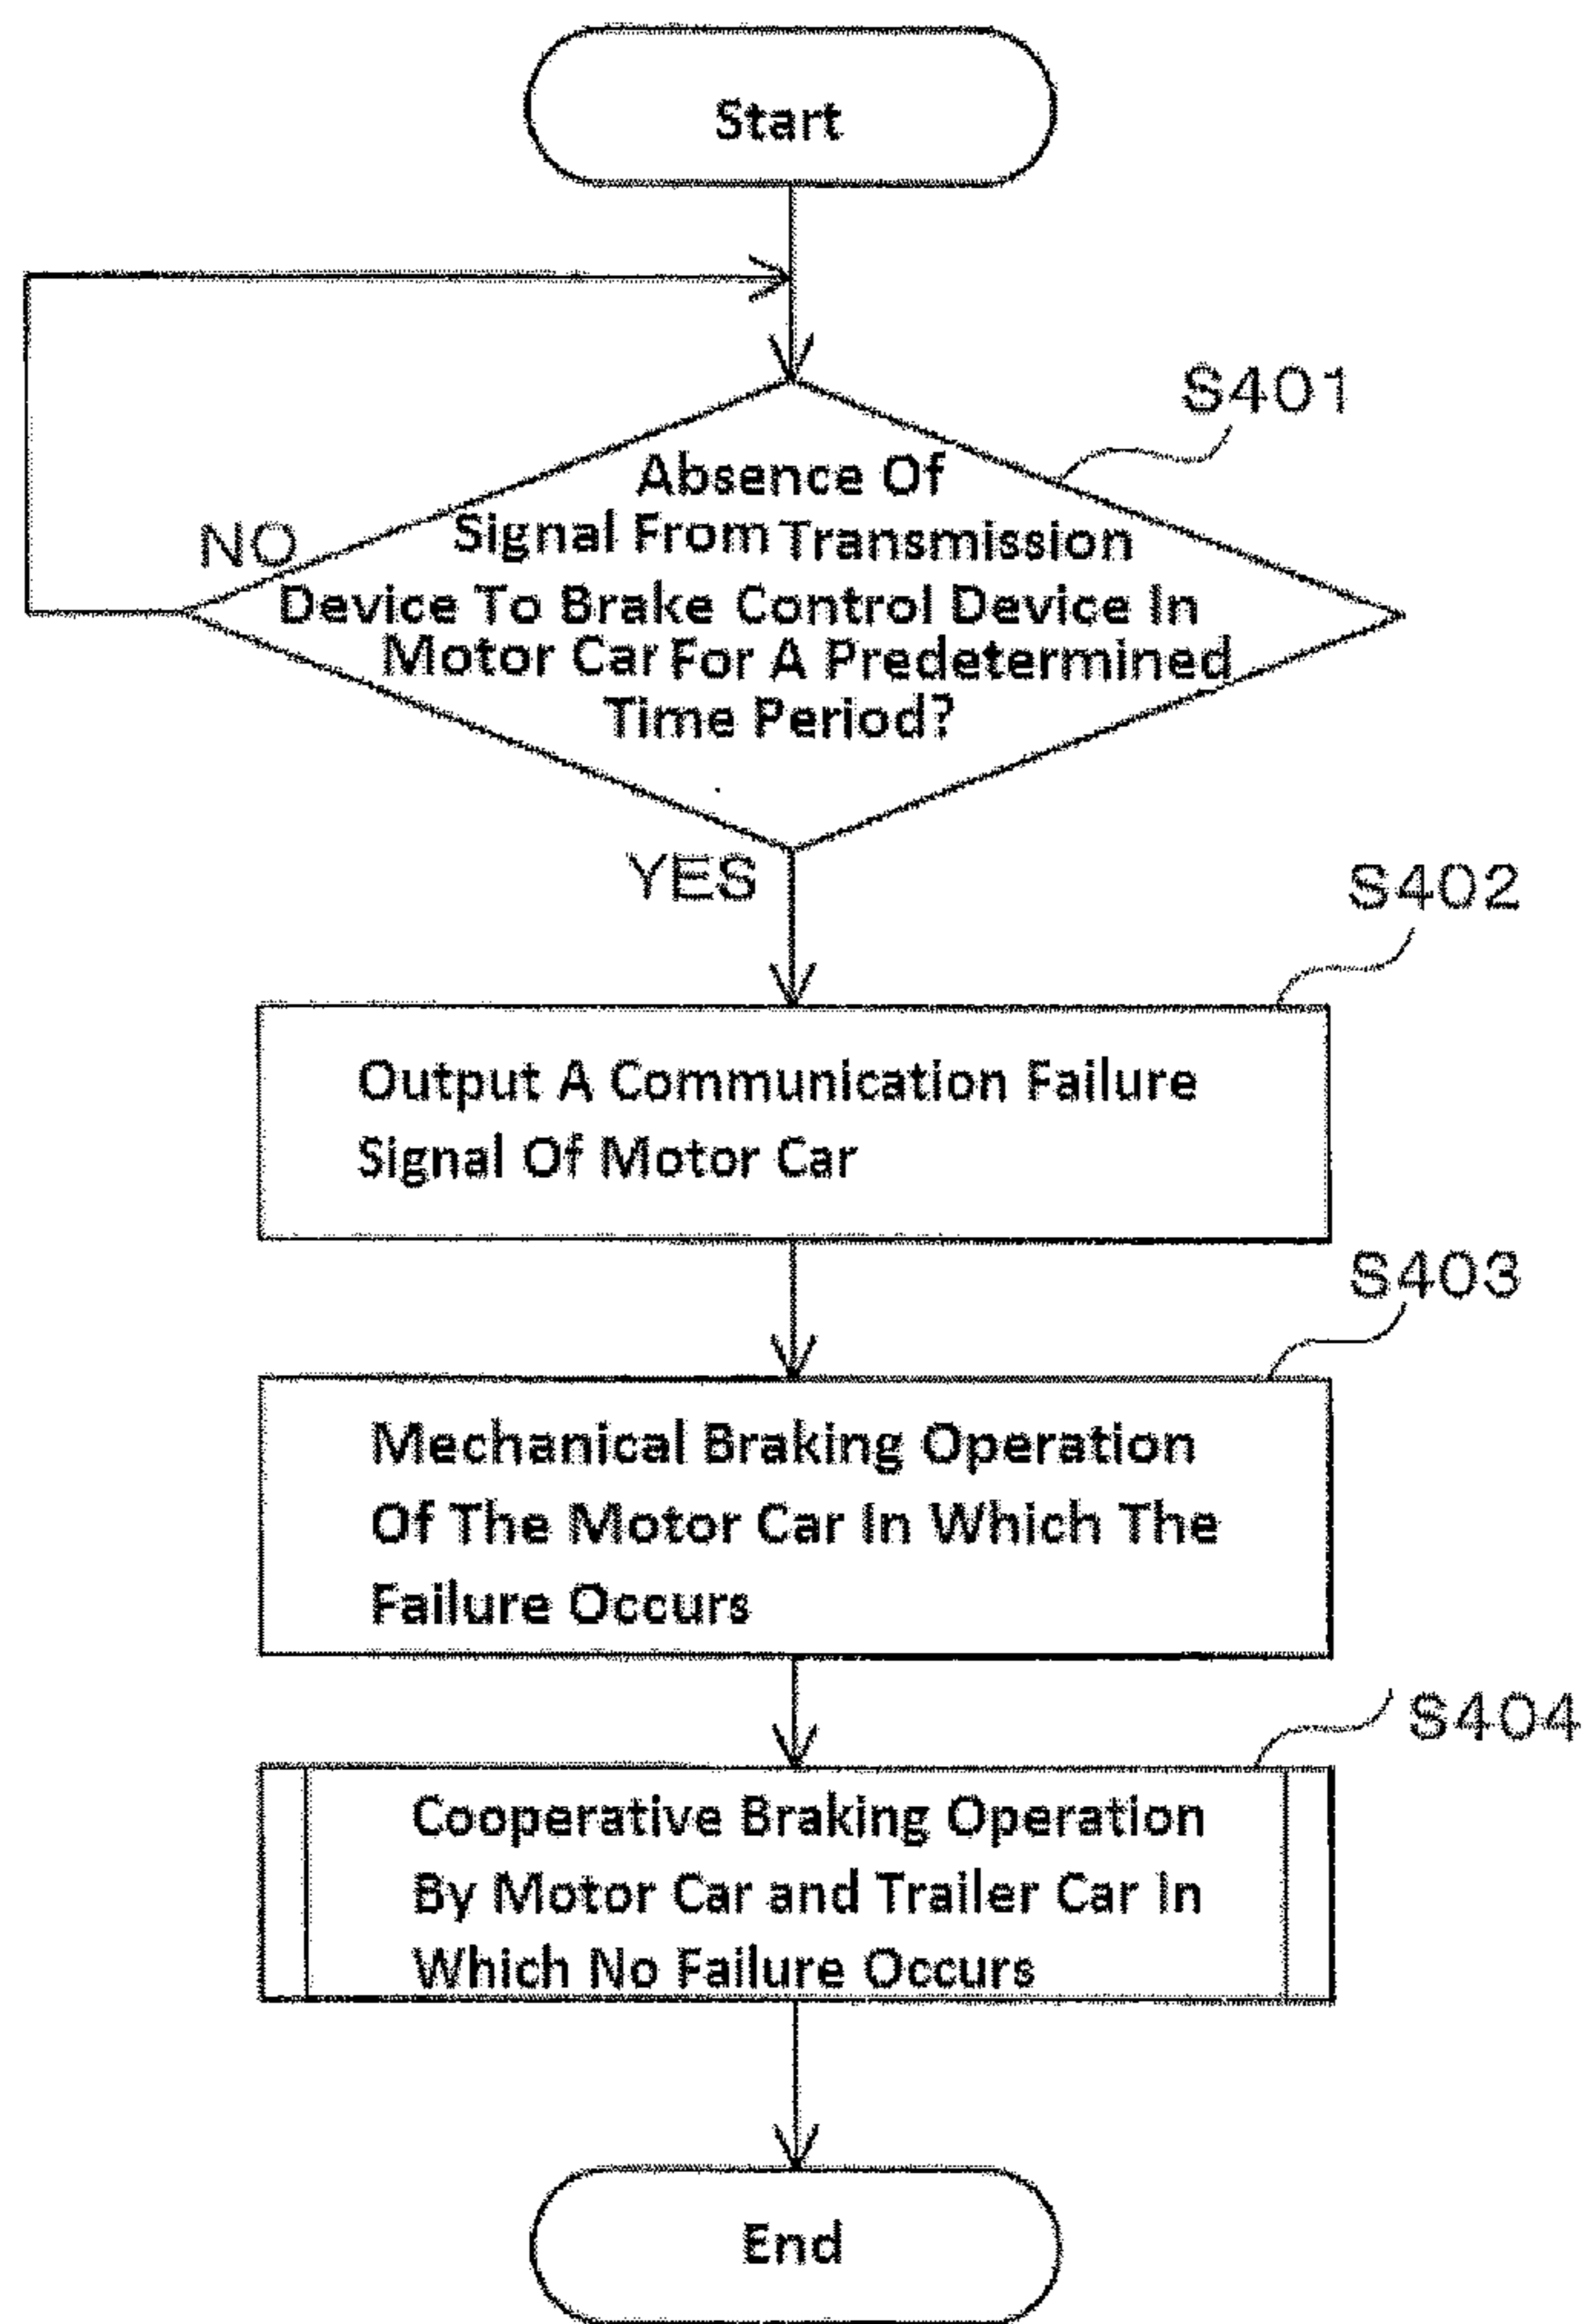 Start
S401
Absence Of
Signal From Transmission
NO
Device To Brake Control Device In
Motor Car For A Predetermined
Time Period?
YES
S402
Output A Communication Failure
Signal Of Motor Car
S403
Mechanical Braking Operation
Of The Motor Car In Which The
Failure Occurs
S404
Cooperative Braking Operation
By Motor Car and Trailer Car In
Which No Failure Occurs
End